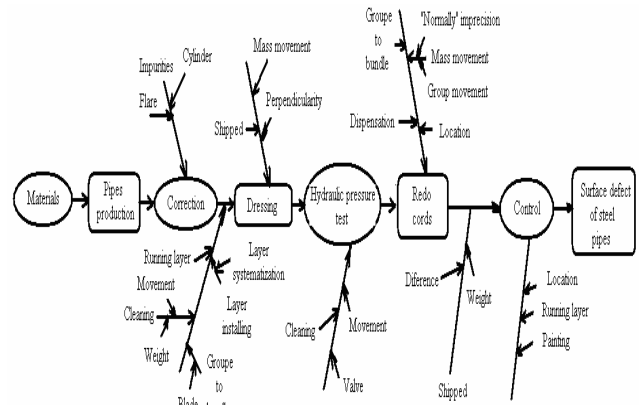 Groupe
to
bundle
"Normally" imprecision
Mass movement
Group movement
Dispensation
Location
Cylinder
Impurities
Flare
Mass movement
Perpendicularity
Shipped
Materials
Pipes
production
Correction
Dressing
Hydraulic pressure
test
Redo
cords
Control
Surface defect
of steel
pipes
Running layer
Layer
systematization
Movement
Cleaning
Layer
installing
Weight
Groupe
to
Cleaning
Movement
Valve
Diference
Weight
Shipped
Location
Running layer
Painting